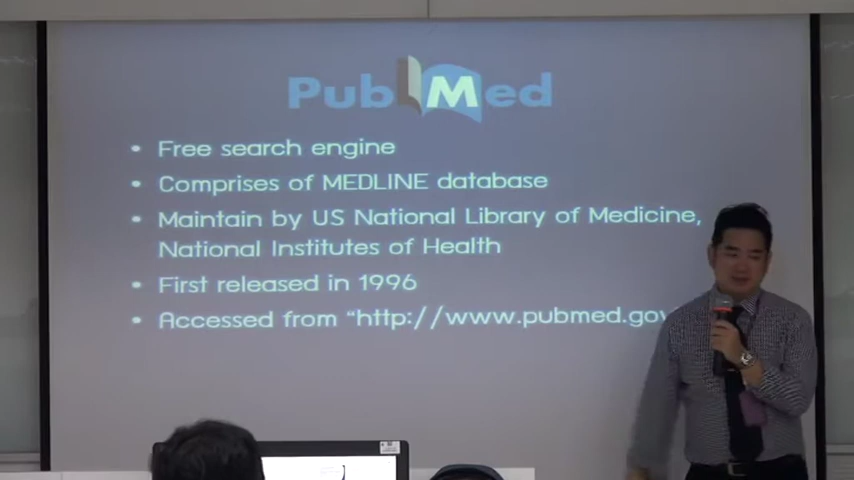 PubMed
• Free search engine
• Comprises of MEDLINE database
• Maintain by US National Library of Medicine,
National Institutes of Health
• First released in 1996
• Accessed from “http://www.pubmed.gov